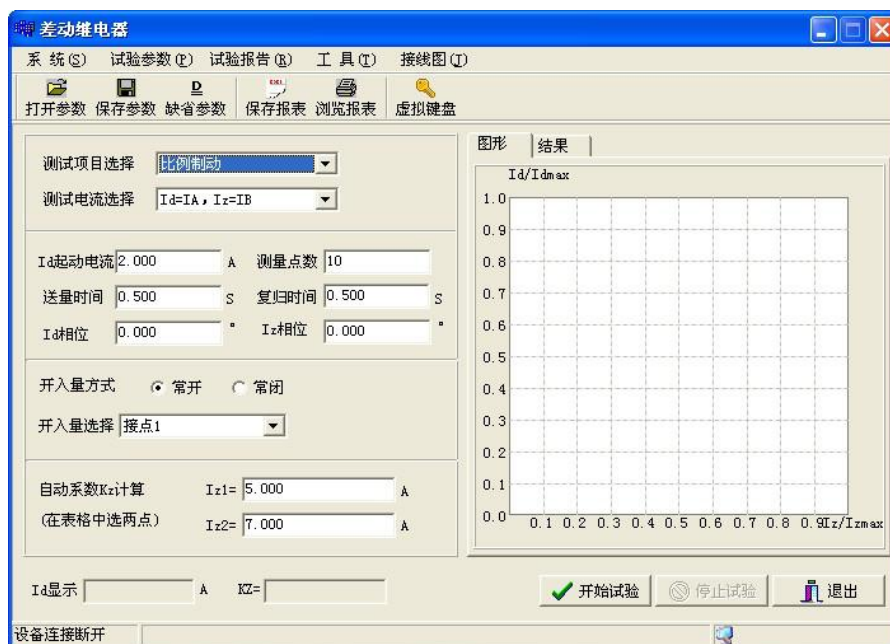 差动继电器
系 统(S) 试验参数(P) 试验报告(R) 工 具(T) 接线图(T)
打开参数 保存参数 缺省参数 保存报表 浏览报表 虚拟键盘
测试项目选择 比例制动
测试电流选择 Id=IA，Iz=IB
Id起动电流 2.000 A 测量点数 10
送量时间 0.500 S 复归时间 0.500 S
Id相位 0.000 ° Iz相位 0.000 °
开入量方式 常开 常闭
开入量选择 接点1
自动系数Kz计算 Iz1= 5.000 A
(在表格中选两点) Iz2= 7.000 A
Id显示 A KZ=
图形 结果
Id/Idmax
1.0
0.9
0.8
0.7
0.6
0.5
0.4
0.3
0.2
0.1
0.0
0.1 0.2 0.3 0.4 0.5 0.6 0.7 0.8 0.9 Iz/Izmax
开始试验 停止试验 退出
设备连接断开